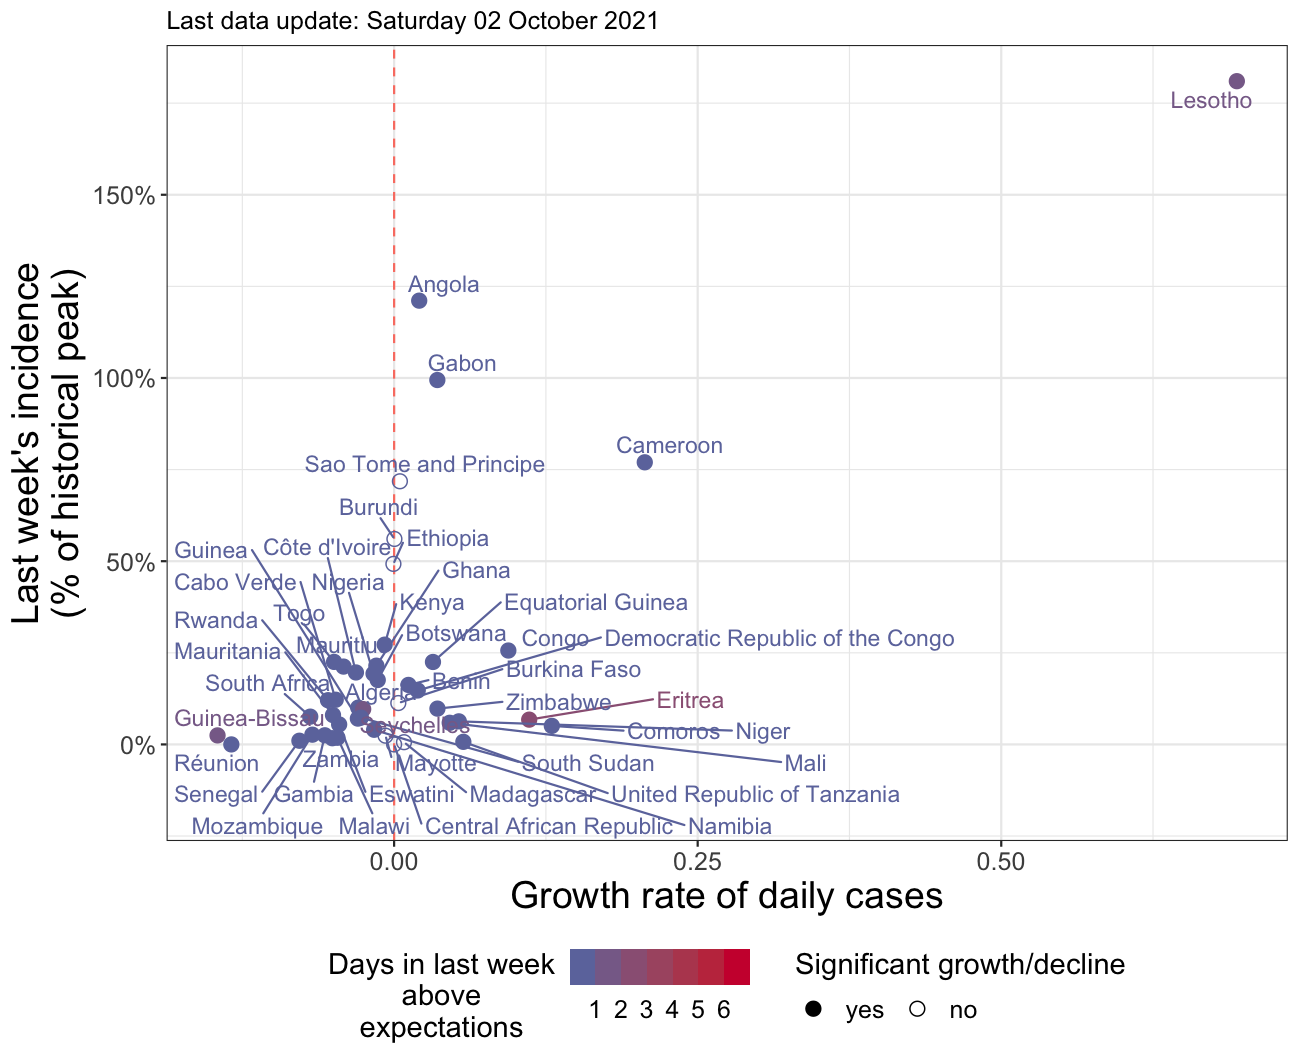 Last data update: Saturday 02 October 2021
Last week's incidence
(% of historical peak)
150%
100%
50%
0%
Lesotho
Angola
Gabon
Cameroon
Sao Tome and Principe
Burundi
Guinea
Côte d'Ivoire
Ethiopia
Cabo Verde
Nigeria
Ghana
Togo
Kenya
Equatorial Guinea
Rwanda
Mauritius
Botswana
Congo
Democratic Republic of the Congo
Mauritania
Burkina Faso
South Africa
Algeria
Benin
Zimbabwe
Eritrea
Guinea-Bissau
Seychelles
Comoros
Niger
Réunion
Zambia
Mayotte
South Sudan
Mali
Senegal
Gambia
Eswatini
Madagascar
United Republic of Tanzania
Mozambique
Malawi
Central African Republic
Namibia
0.00
0.25
0.50
Growth rate of daily cases
Days in last week
above
expectations
1 2 3 4 5 6
Significant growth/decline
yes
no